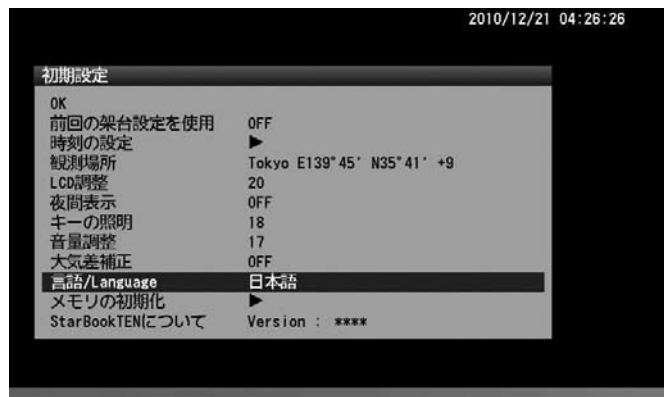 2010/12/21 04:26:26
初期設定
OK
前回の架台設定を使用 OFF
時刻の設定 ▶
観測場所 Tokyo E139°45′ N35°41′ +9
LCD調整 20
夜間表示 OFF
キーの照明 18
音量調整 17
大気差補正 OFF
言語/Language 日本語
メモリの初期化 ▶
StarBookTENについて Version : ****